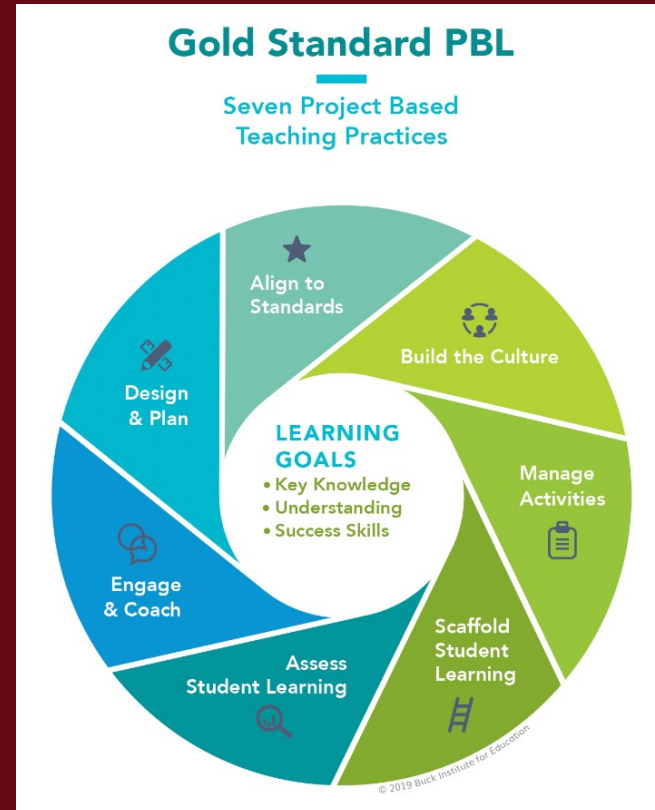 Gold Standard PBL
Seven Project Based
Teaching Practices
Align to
Standards
Build the Culture
Manage
Activities
Scaffold
Student
Learning
Assess
Student Learning
Engage
& Coach
Design
& Plan
LEARNING
GOALS
• Key Knowledge
• Understanding
• Success Skills
© 2019 Buck Institute for Education